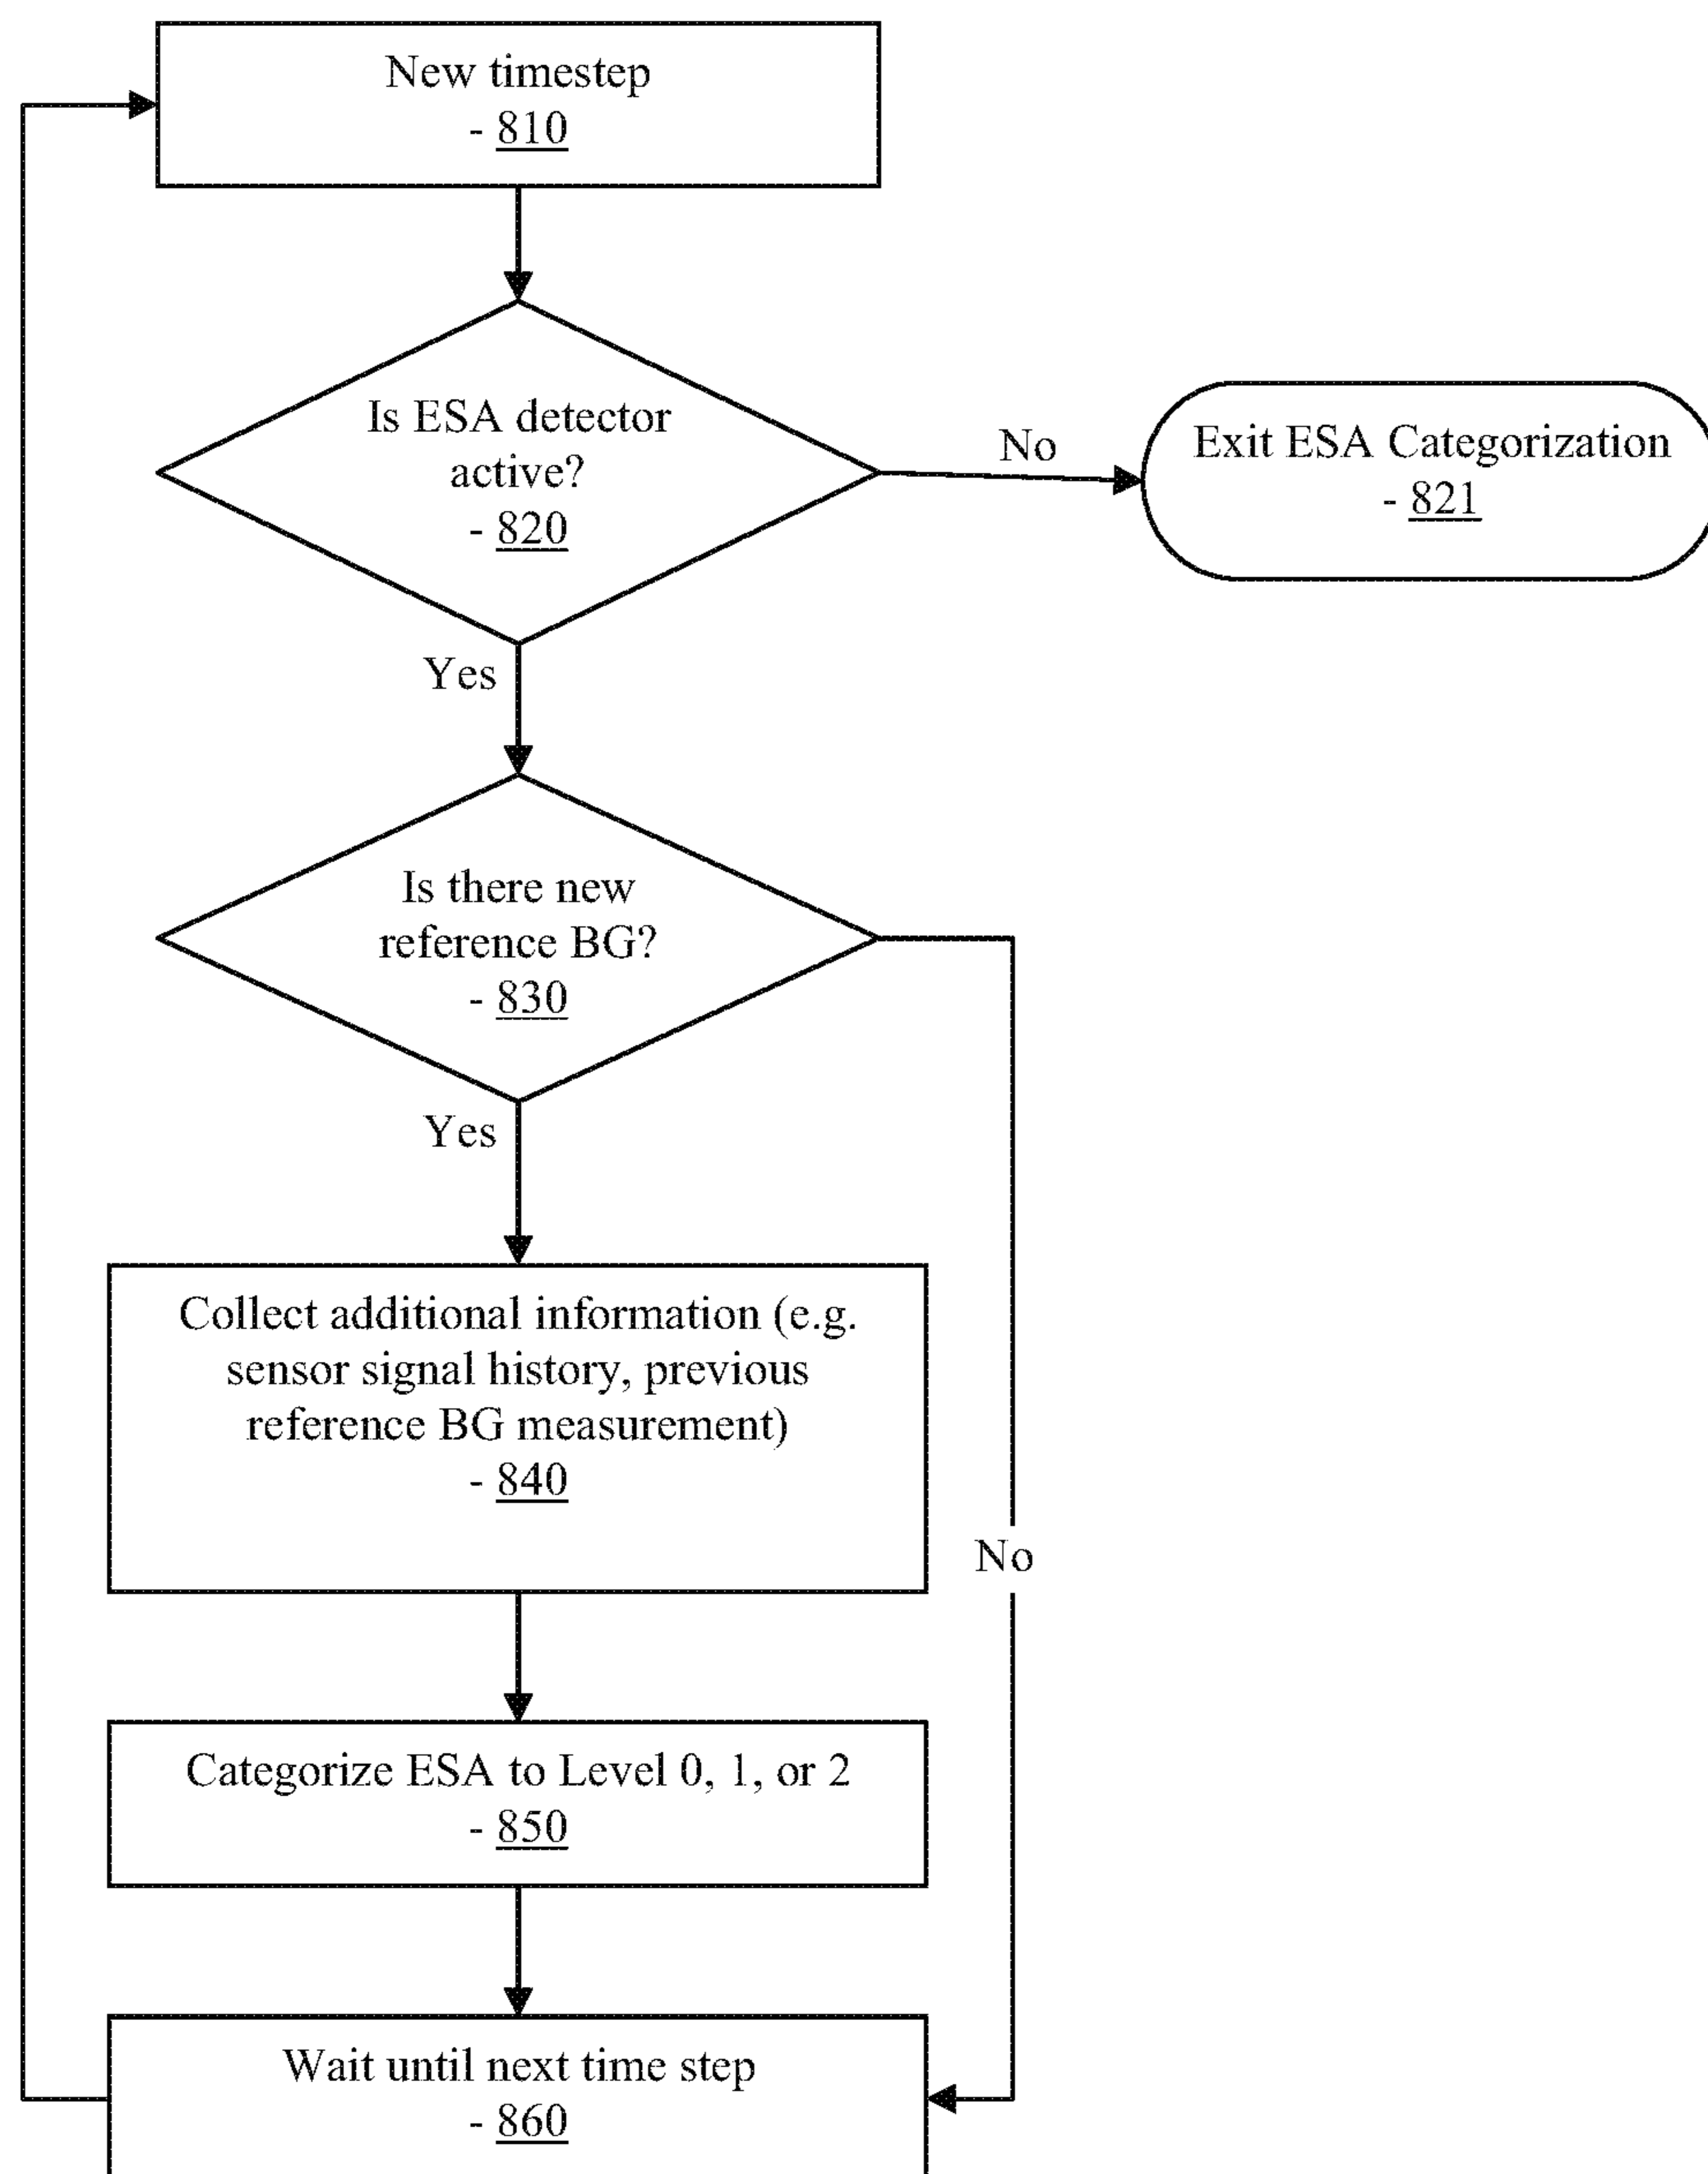 New timestep
- 810
Is ESA detector
active?
- 820
No
Exit ESA Categorization
- 821
Yes
Is there new
reference BG?
- 830
Yes
Collect additional information (e.g.
sensor signal history, previous
reference BG measurement)
- 840
No
Categorize ESA to Level 0, 1, or 2
- 850
Wait until next time step
- 860